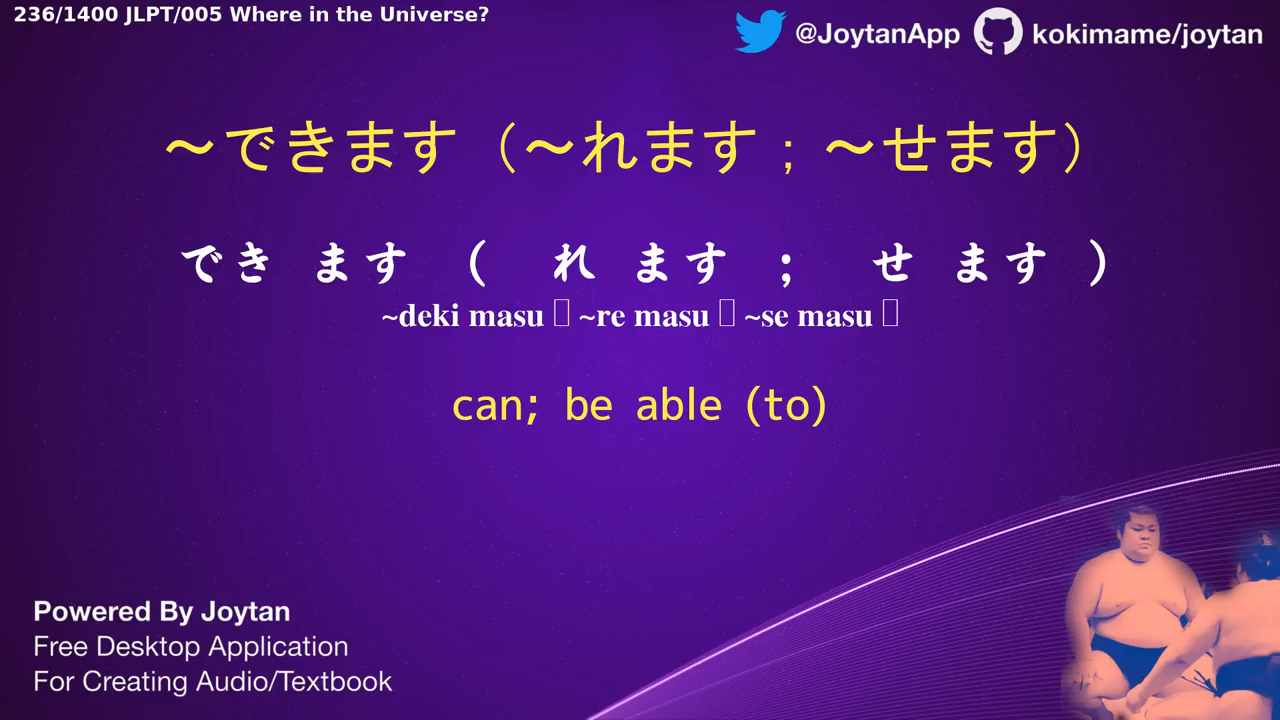 236/1400 JLPT/005 Where in the Universe?
@JoytanApp
kokimame/joytan
～できます（～れます；～せます）
でき ます ( れ ます ; せ ます )
~deki masu ~re masu ~se masu
can; be able (to)
Powered By Joytan
Free Desktop Application
For Creating Audio/Textbook